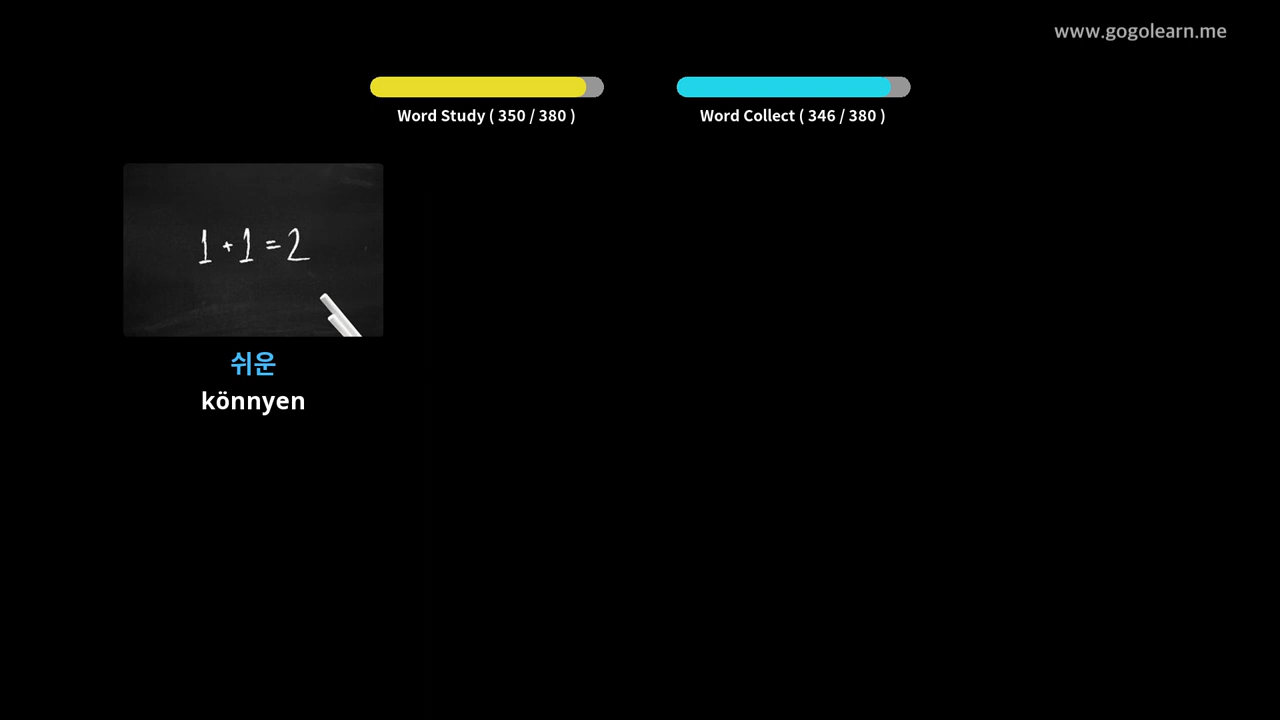 www.gogolearn.me
Word Study ( 350 / 380 )
Word Collect ( 346 / 380 )
1 + 1 = 2
쉬운
könnyen